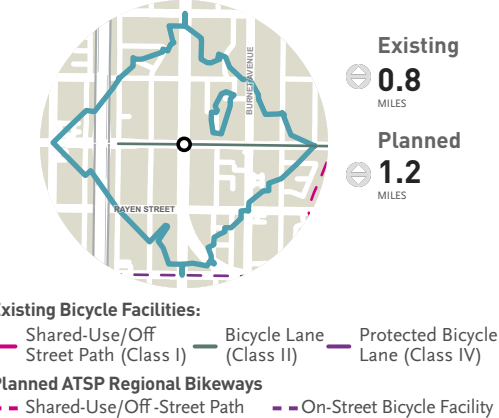 BURNET AVENUE
RAYEN STREET
Existing
0.8
MILES
Planned
1.2
MILES
xisting Bicycle Facilities:
Shared-Use/Off
Street Path (Class I)
Bicycle Lane
(Class II)
Protected Bicycle
Lane (Class IV)
Planned ATSP Regional Bikeways
Shared-Use/Off -Street Path
On-Street Bicycle Facility